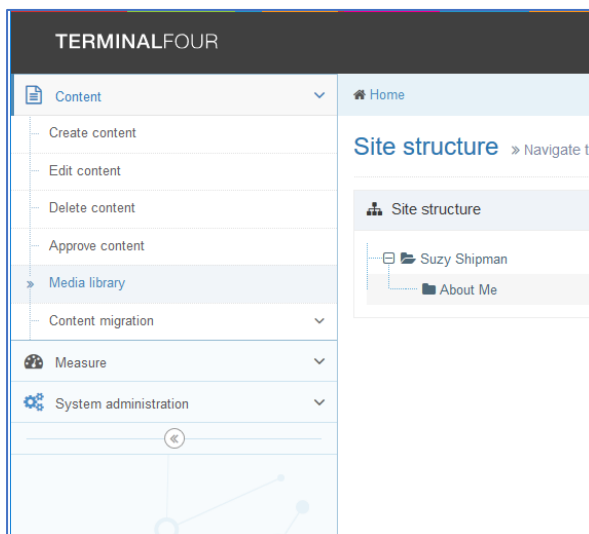 TERMINALFOUR
Content
Create content
Edit content
Delete content
Approve content
Media library
Content migration
Measure
System administration
Home
Site structure » Navigate t
Site structure
Suzy Shipman
About Me